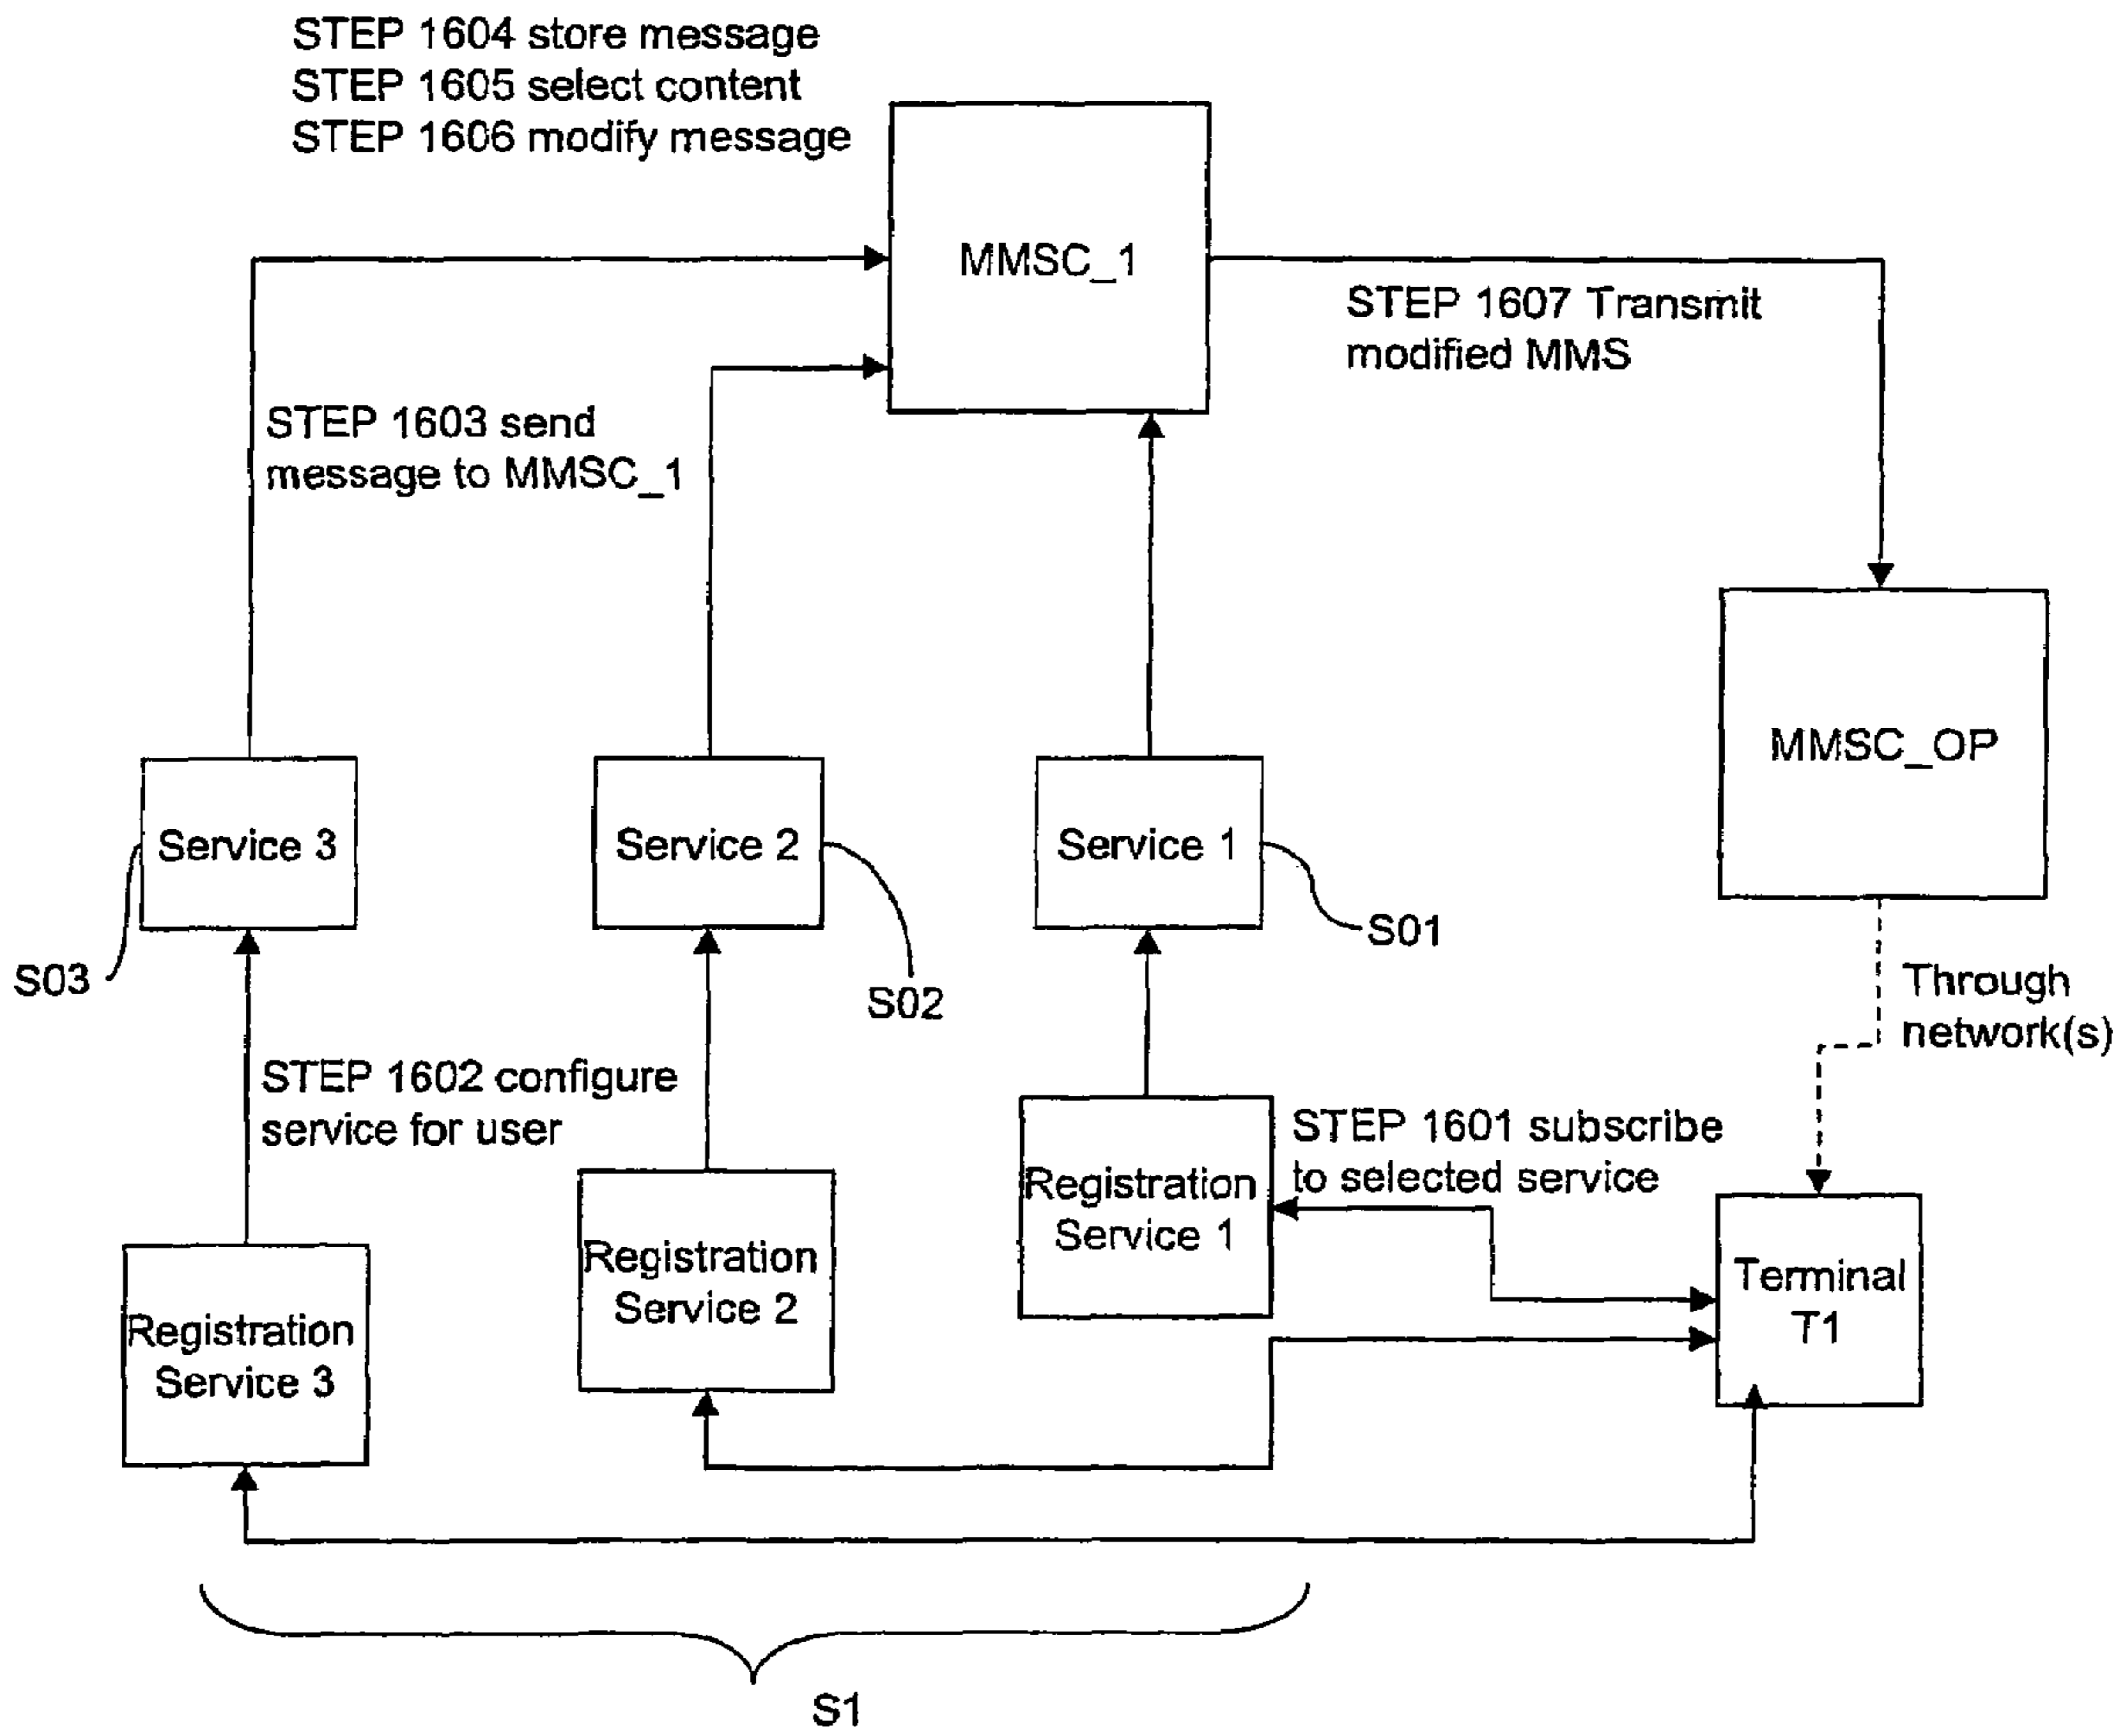 STEP 1604 store message
STEP 1605 select content
STEP 1606 modify message
MMSC_1
STEP 1607 Transmit
modified MMS
STEP 1603 send
message to MMSC_1
MMSC_OP
Service 3
Service 2
Service 1
S01
S03
S02
Through
network(s)
STEP 1602 configure
service for user
STEP 1601 subscribe
to selected service
Registration
Service 1
Registration
Service 2
Terminal
T1
Registration
Service 3
S1